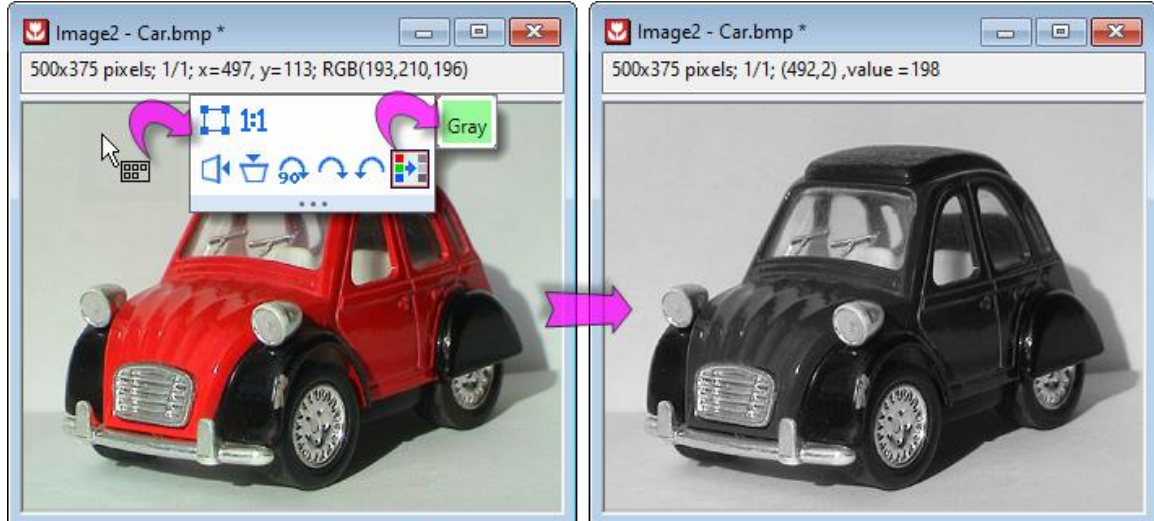 Image2 - Car.bmp *
500x375 pixels; 1/1; x=497, y=113; RGB(193,210,196)
1:1
Gray
90
Image2 - Car.bmp *
500x375 pixels; 1/1; (492,2) ,value =198